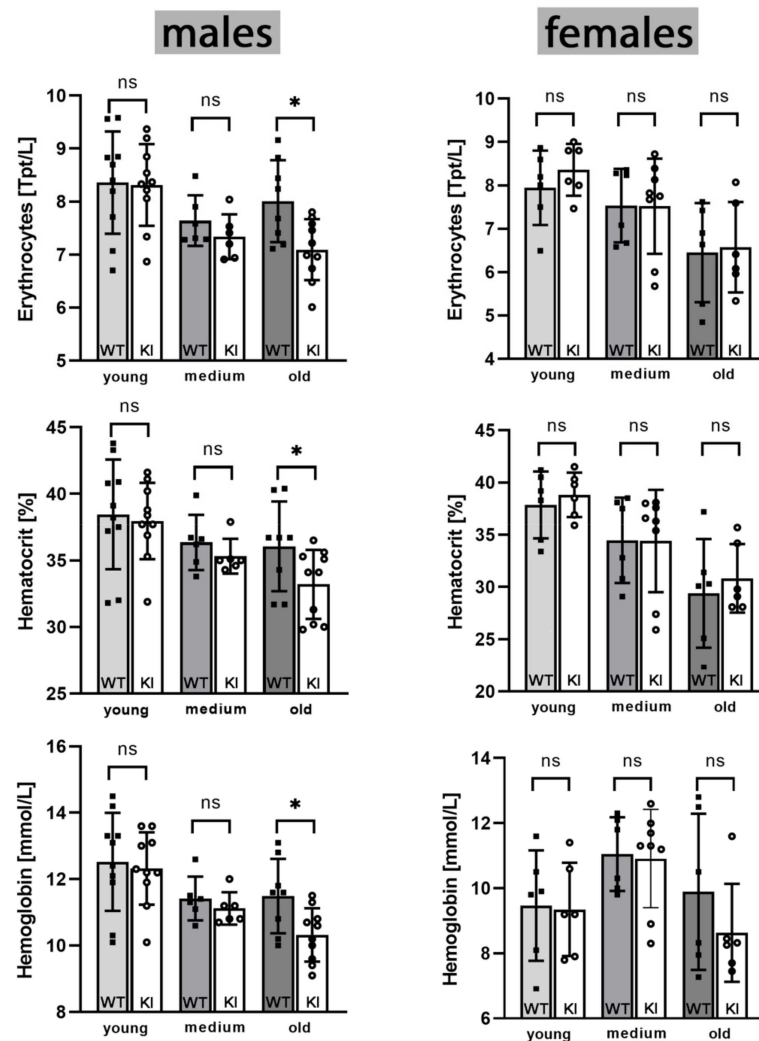 males
females
Erythrocytes [Tpt/L]
10
9
8
7
6
5
ns
ns
*
WT KI WT KI WT KI
young medium old
Erythrocytes [Tpt/L]
10
9
8
7
6
5
4
ns
ns
ns
WT KI WT KI WT KI
young medium old
Hematocrit [%]
45
40
35
30
25
ns
ns
*
WT KI WT KI WT KI
young medium old
Hematocrit [%]
45
40
35
30
25
20
ns
ns
ns
WT KI WT KI WT KI
young medium old
Hemoglobin [mmol/L]
16
14
12
10
8
ns
ns
*
WT KI WT KI WT KI
young medium old
Hemoglobin [mmol/L]
14
12
10
8
6
ns
ns
ns
WT KI WT KI WT KI
young medium old